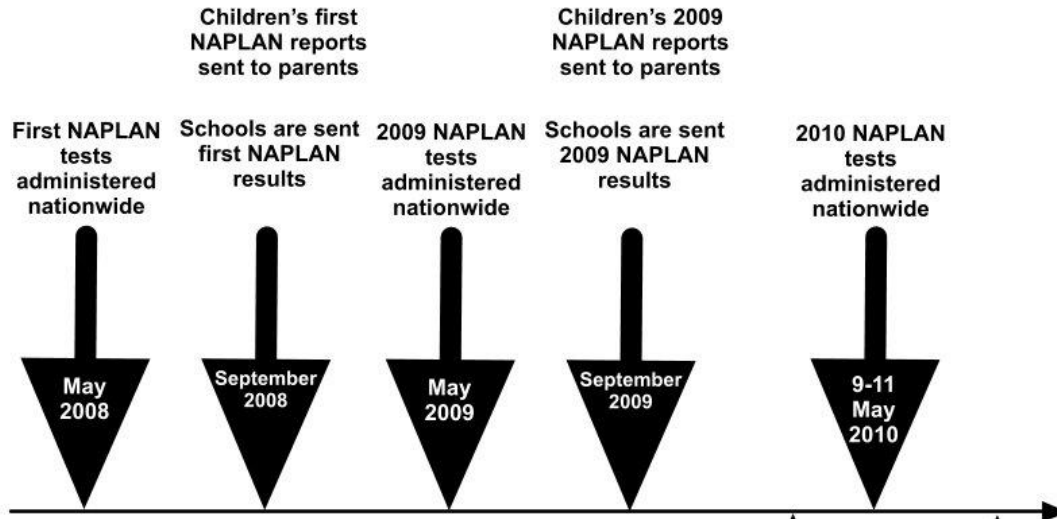 Children's first
NAPLAN reports
sent to parents
Children's 2009
NAPLAN reports
sent to parents
First NAPLAN
tests
administered
nationwide
Schools are sent
first NAPLAN
results
2009 NAPLAN
tests
administered
nationwide
Schools are sent
2009 NAPLAN
results
2010 NAPLAN
tests
administered
nationwide
May
2008
September
2008
May
2009
September
2009
9-11
May
2010